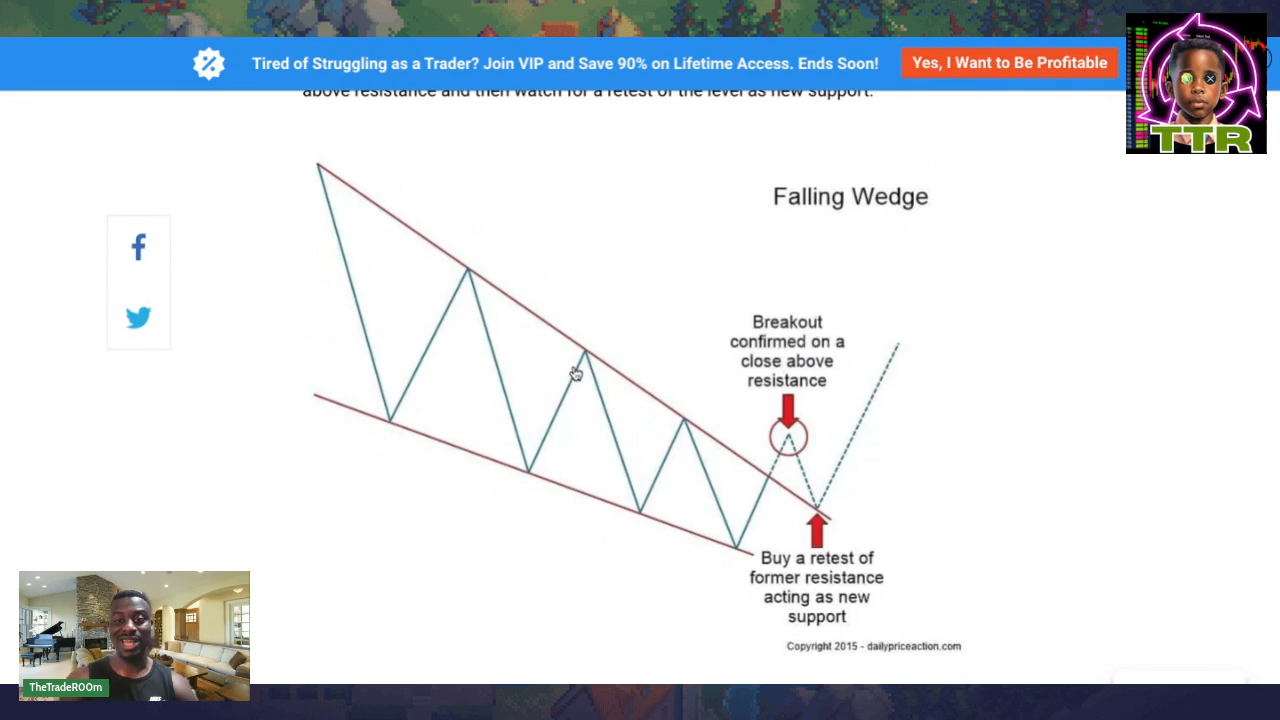 Tired of Struggling as a Trader? Join VIP and Save 90% on Lifetime Access. Ends Soon!
Yes, I Want to Be Profitable
TTR
above resistance and then watch for a retest of the level as new support.
Falling Wedge
Breakout
confirmed on a
close above
resistance
Buy a retest of
former resistance
acting as new
support
Copyright 2015 - dailypriceaction.com
TheTradeROOm